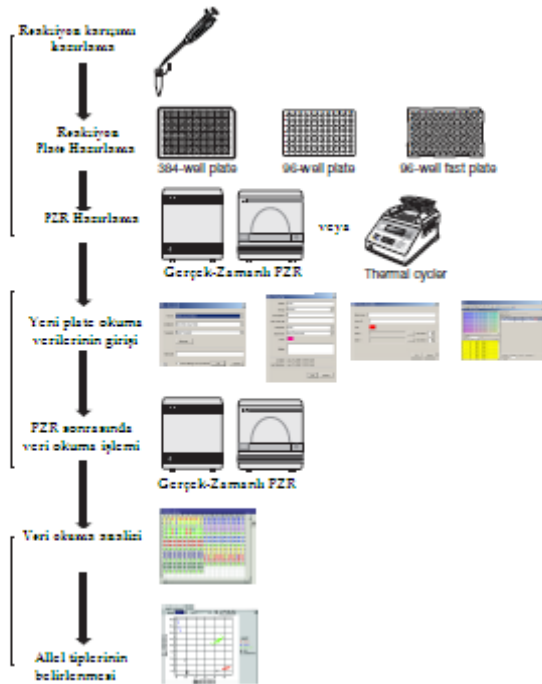 Reaksiyon karışımı
hazırlama
Reaksiyon
Plate Hazırlama
384-well plate
96-well plate
96-well fast plate
PZR Hazırlama
veya
Gerçek-Zamanlı PZR
Thermal cycler
Yeni plate okuma
verilerinin girişi
PZR sonrasında
veri okuma işlemi
Gerçek-Zamanlı PZR
Veri okuma analizi
Allel tiplerinin
belirlenmesi